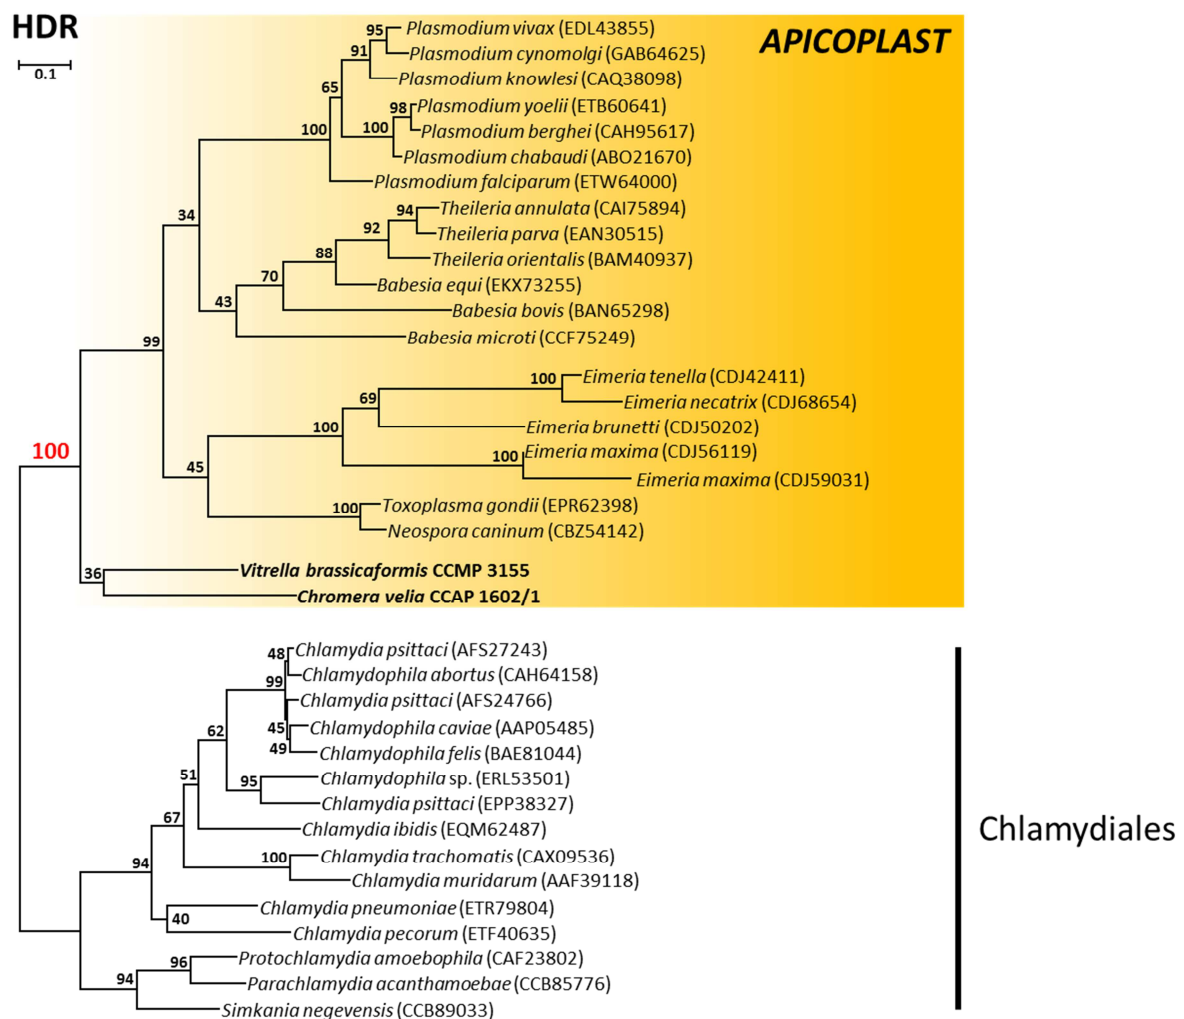 HDR
0.1
APICOPLAST
95 Plasmodium vivax (EDL43855)
91 Plasmodium cynomolgi (GAB64625)
Plasmodium knowlesi (CAQ38098)
65
98 Plasmodium yoelii (ETB60641)
100 100 Plasmodium berghei (CAH95617)
Plasmodium chabaudi (ABO21670)
Plasmodium falciparum (ETW64000)
34 94 Theileria annulata (CAI75894)
92 Theileria parva (EAN30515)
88 Theileria orientalis (BAM40937)
70 Babesia equi (EKX73255)
43 Babesia bovis (BAN65298)
99 Babesia microti (CCF75249)
100 Eimeria tenella (CDJ42411)
69 Eimeria necatrix (CDJ68654)
100 Eimeria brunetti (CDJ50202)
100 Eimeria maxima (CDJ56119)
100
45 Eimeria maxima (CDJ59031)
100 Toxoplasma gondii (EPR62398)
Neospora caninum (CBZ54142)
36 Vitrella brassicaformis CCMP 3155
Chromera velia CCAP 1602/1
48 Chlamydia psittaci (AFS27243)
99 Chlamydophila abortus (CAH64158)
Chlamydia psittaci (AFS24766)
62 45 Chlamydophila caviae (AAP05485)
49 Chlamydophila felis (BAE81044)
51 95 Chlamydophila sp. (ERL53501)
Chlamydia psittaci (EPP38327)
67 Chlamydia ibidis (EQM62487)
Chlamydiales
94 100 Chlamydia trachomatis (CAX09536)
Chlamydia muridarum (AAF39118)
Chlamydia pneumoniae (ETR79804)
40
Chlamydia pecorum (ETF40635)
96 Protochlamydia amoebophila (CAF23802)
94 Parachlamydia acanthamoebae (CCB85776)
Simkania negevensis (CCB89033)